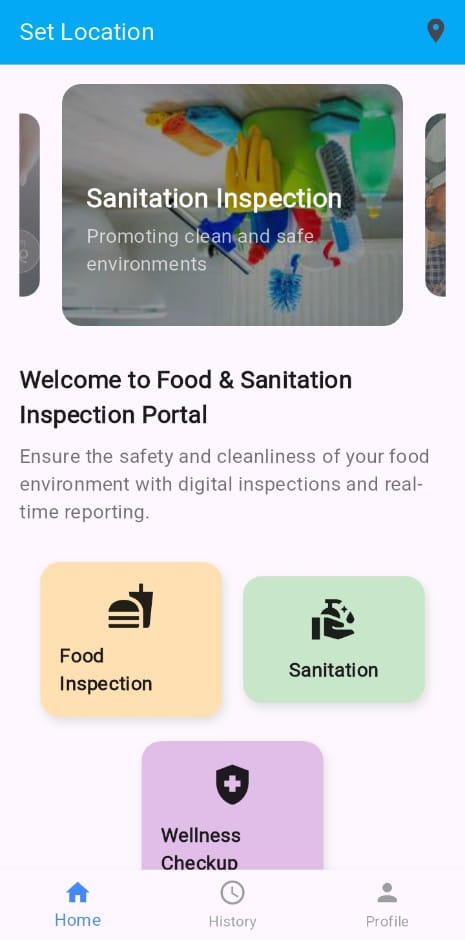 Set Location
Sanitation Inspection
Promoting clean and safe
environments
Welcome to Food & Sanitation
Inspection Portal
Ensure the safety and cleanliness of your food
environment with digital inspections and real-
time reporting.
Food
Inspection
Sanitation
Wellness
Checkup
Home
History
Profile